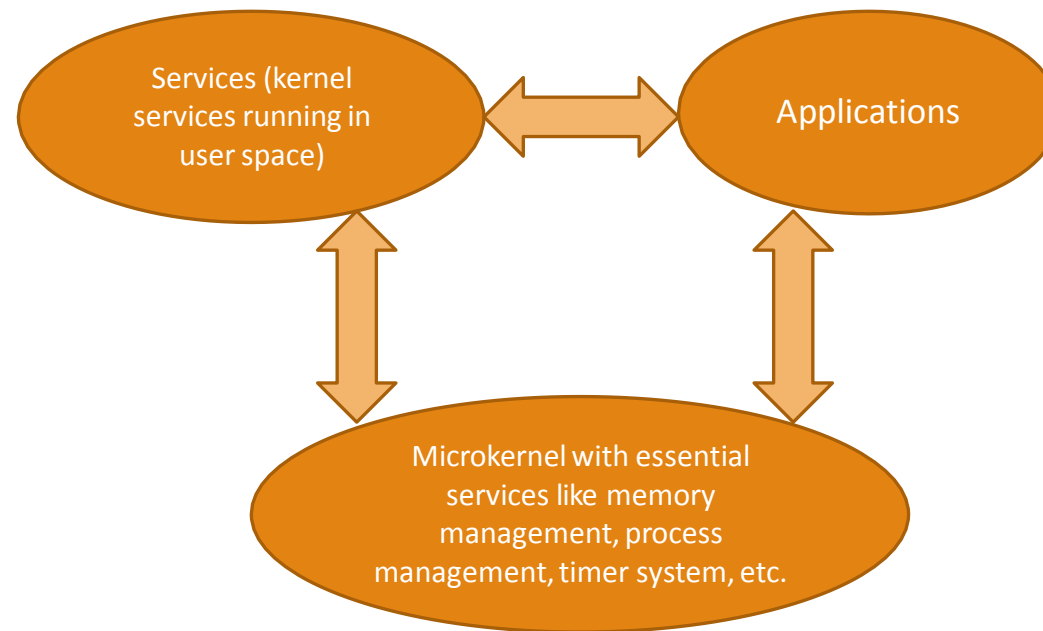 Services (kernel
services running in
user space)
Applications
Microkernel with essential
services like memory
management, process
management, timer system, etc.